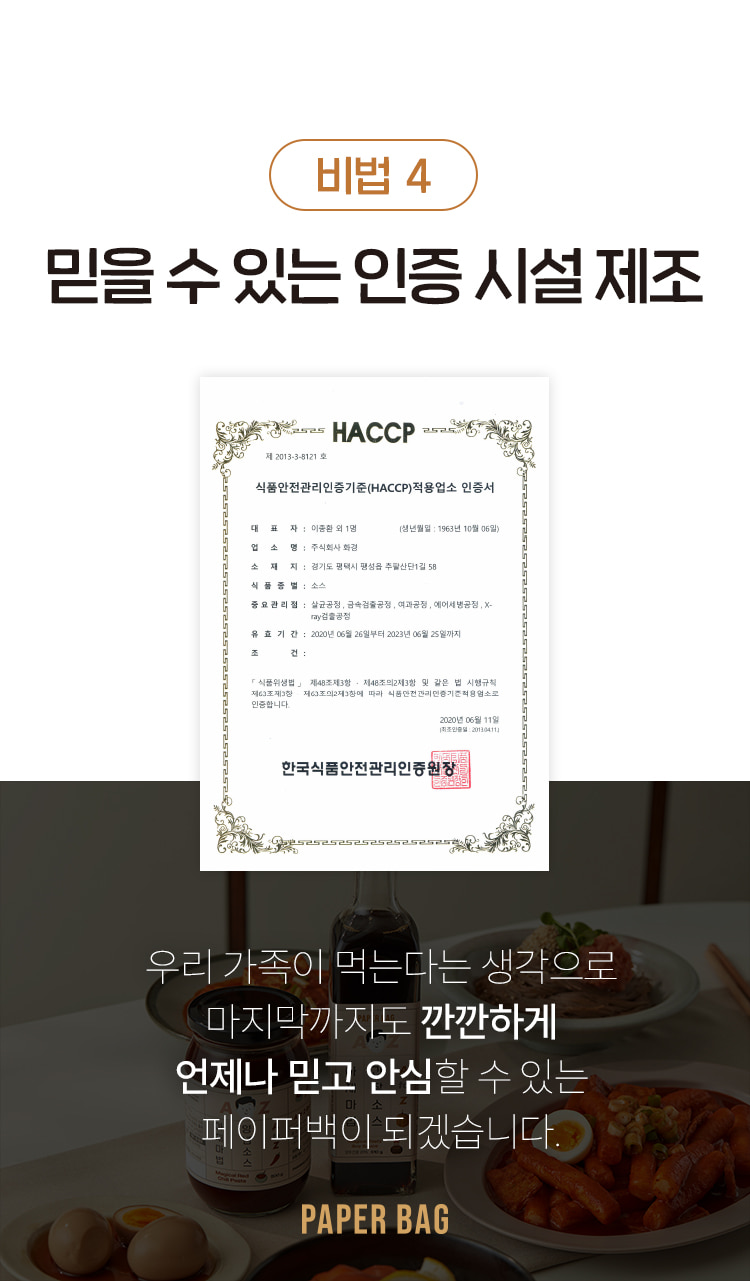 비법 4
믿을 수 있는 인증 시설 제조
HACCP
제 2013-3-8121 호
식품안전관리인증기준(HACCP)적용업소 인증서
대 표 자 : 이종환 외 1명 (생년월일 : 1963년 10월 06일)
업 소 명 : 주식회사 화경
소 재 지 : 경기도 평택시 팽성읍 추팔산단1길 58
식 품 종 별 : 소스
중요관리점 : 살균공정 , 금속검출공정 , 여과공정 , 에어세병공정 , X-
ray검출공정
유 효 기 간 : 2020년 06월 26일부터 2023년 06월 25일까지
조 건 :
「식품위생법」 제48조제3항 · 제48조의2제3항 및 같은 법 시행규칙
제63조제3항 제63조의2제3항에 따라 식품안전관리인증기준적용업소로
인증합니다.
2020년 06월 11일
(최초인증일 : 2013.04.11.)
한국식품안전관리인증원장
우리 가족이 먹는다는 생각으로
마지막까지도 깐깐하게
언제나 믿고 안심할 수 있는
페이퍼백이 되겠습니다.
Magical Red
Chili Paste
PAPER BAG